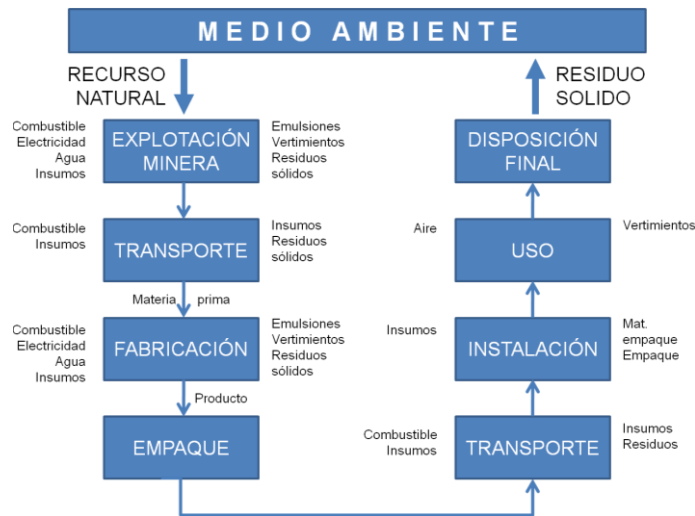 MEDIO AMBIENTE
RECURSO
NATURAL
RESIDUO
SOLIDO
Combustible
Electricidad
Agua
Insumos
EXPLOTACIÓN
MINERA
Emulsiones
Vertimientos
Residuos
sólidos
Combustible
Insumos
TRANSPORTE
Insumos
Residuos
sólidos
Materia prima
Combustible
Electricidad
Agua
Insumos
FABRICACIÓN
Emulsiones
Vertimientos
Residuos
sólidos
Producto
EMPAQUE
DISPOSICIÓN
FINAL
Aire
USO
Vertimientos
Insumos
INSTALACIÓN
Mat.
empaque
Empaque
Combustible
Insumos
TRANSPORTE
Insumos
Residuos